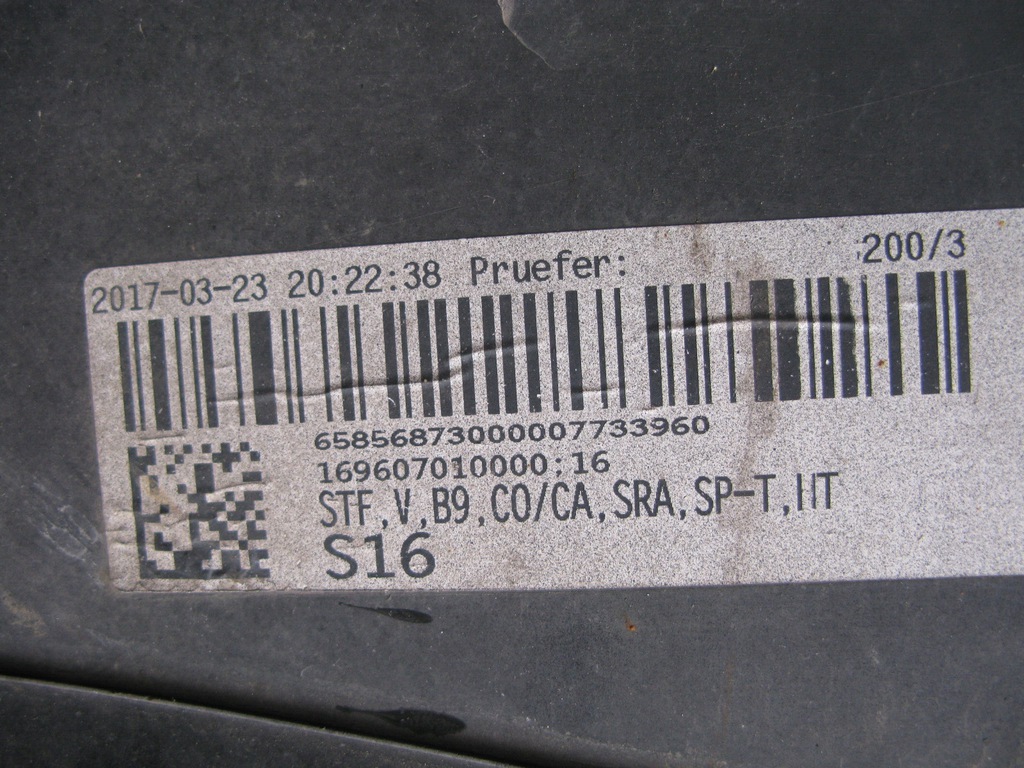 2017-03-23 20:22:38 Pruefer: 200/3
65856873000007733960
169607010000:16
STF,V,B9,CO/CA,SRA,SP-T,
S16